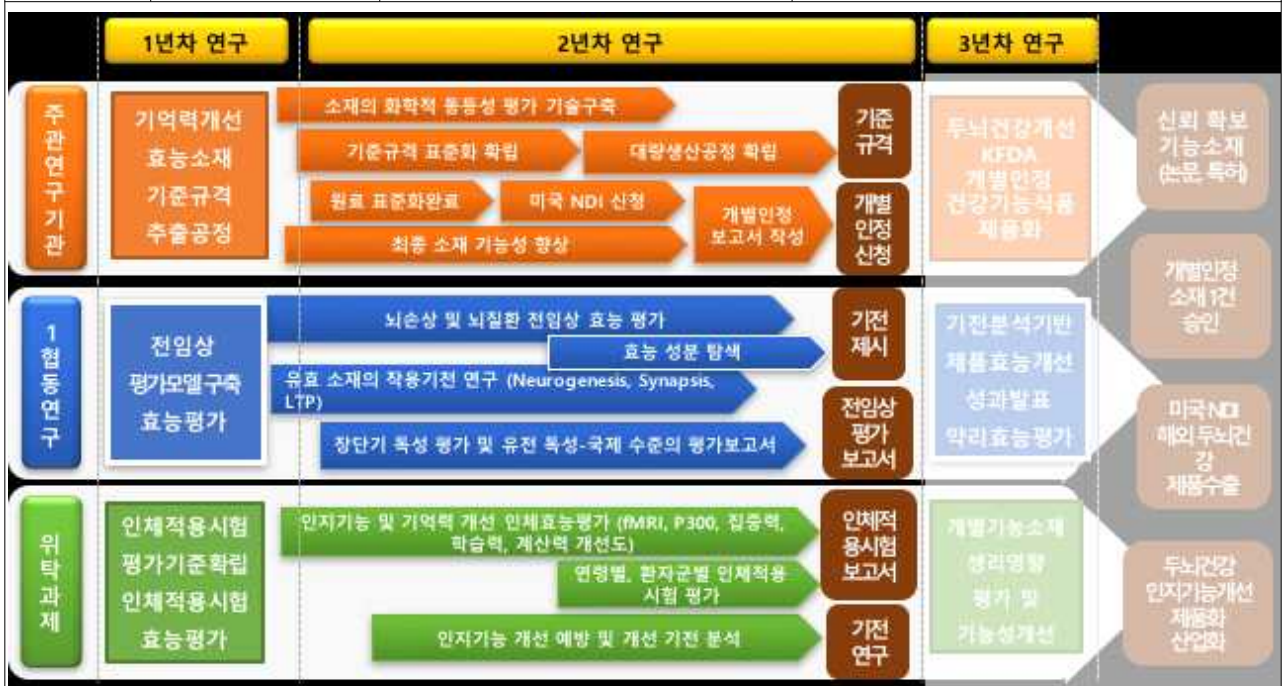 1년차 연구
2년차 연구
3년차 연구
주
관
연
구
기
관
기억력개선
효능소재
기준규격
추출공정
소재의 화학적 동등성 평가 기술구축
기준규격 표준화 확립
대량생산공정 확립
원료 표준화완료
미국 NDI 신청
개별인정
보고서 작성
최종 소재 기능성 향상
기준
규격
개별
인정
신청
두뇌건강개선
KFDA
개별인정
건강기능식품
제품화
신뢰 확보
기능소재
(논문, 특허)
개별인정
소재 1건
승인
1
협
동
연
구
전임상
평가모델 구축
효능평가
뇌손상 및 뇌질환 전임상 효능 평가
효능 성분 탐색
유효 소재의 작용기전 연구 (Neurogenesis, Synapsis,
LTP)
장단기 독성 평가 및 유전 독성-국제 수준의 평가보고서
기전
제시
전임상
평가
보고서
기전분석기반
제품효능개선
성과발표
약리효능평가
미국 NDI
해외 두뇌건
강
제품수출
위
탁
과
제
인체적용시험
평가기준확립
인체적용시험
효능평가
인지기능 및 기억력 개선 인체효능평가 (fMRI, P300, 집중력,
학습력, 계산력 개선도)
연령별, 환자군별 인체적용
시험 평가
인지기능 개선 예방 및 개선 기전 분석
인체적
용시험
보고서
기전
연구
개별기능소재
생리영향
평가 및
기능성개선
두뇌건강
인지기능개선
제품화
산업화